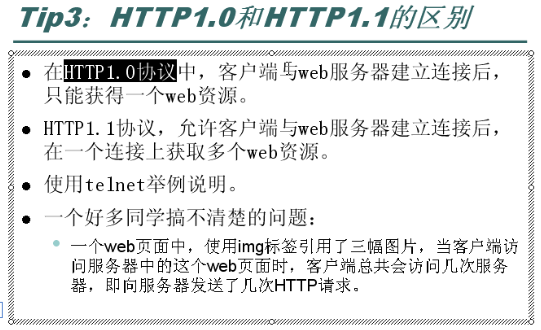 Tip3：HTTP1.0和HTTP1.1的区别
在HTTP1.0协议中，客户端与web服务器建立连接后，
只能获得一个web资源。
HTTP1.1协议，允许客户端与web服务器建立连接后，
在一个连接上获取多个web资源。
使用telnet举例说明。
一个好多同学搞不清楚的问题：
一个web页面中，使用img标签引用了三幅图片，当客户端访
问服务器中的这个web页面时，客户端总共会访问几次服务
器，即向服务器发送了几次HTTP请求。